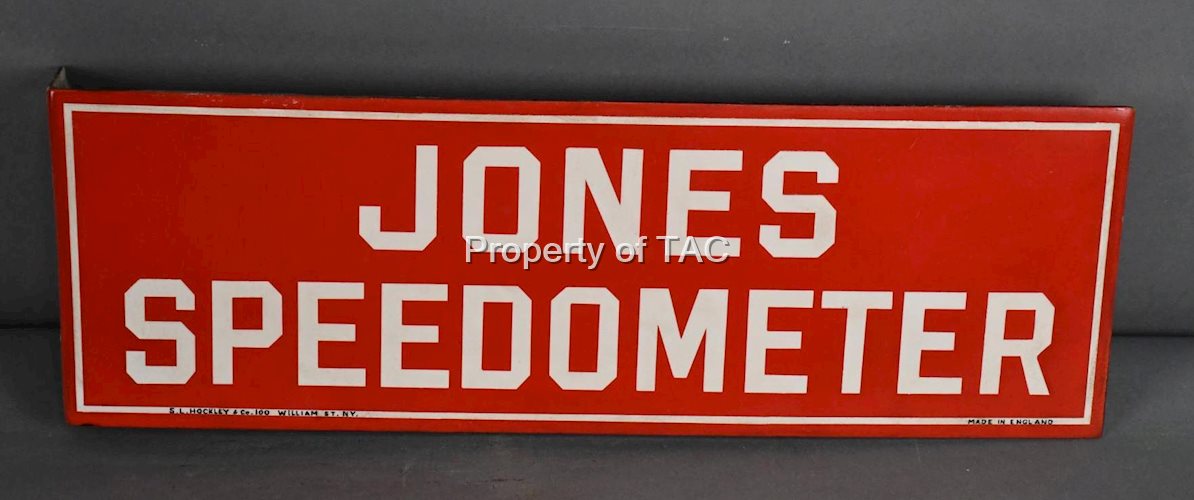 JONES
Property of TAC
SPEEDOMETER
S.L. HOCKLEY & Co. 100 WILLIAM ST. NY.
MADE IN ENGLAND